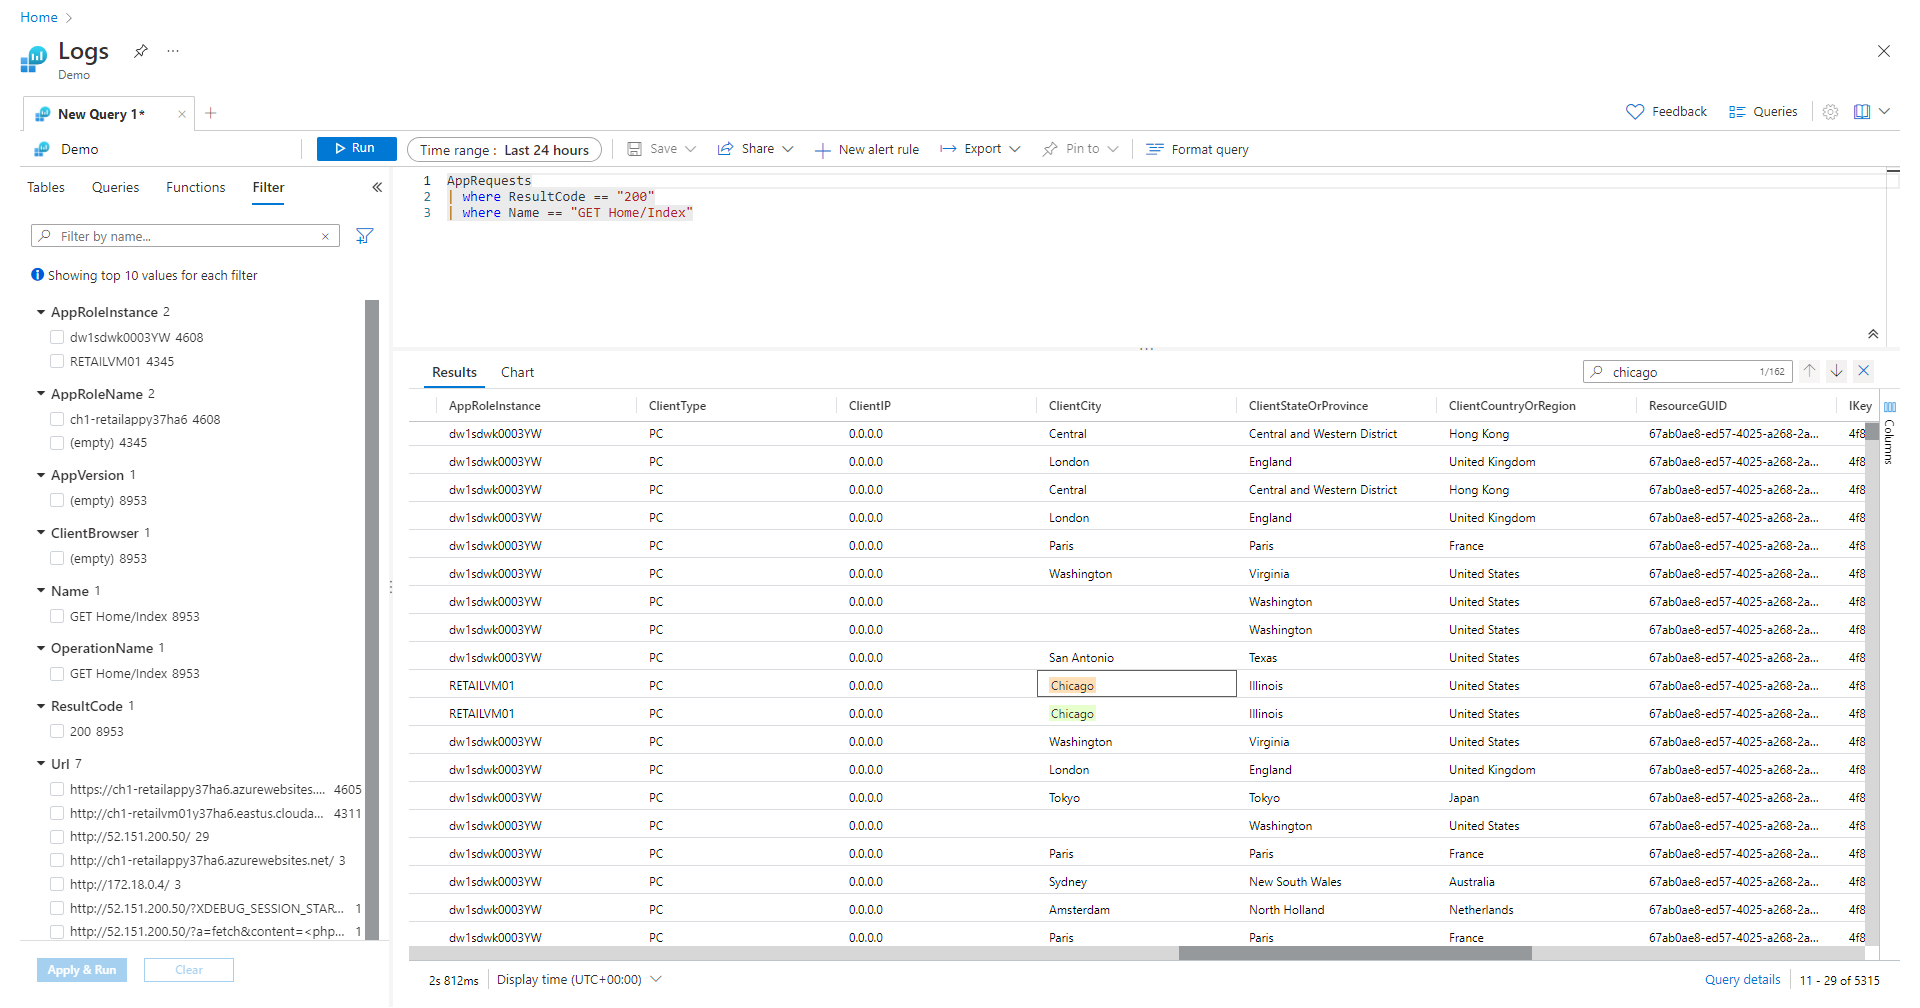 Home
Logs
Demo
New Query 1*
Feedback
Queries
Demo
Run
Time range : Last 24 hours
Save
Share
New alert rule
Export
Pin to
Format query
Tables Queries Functions Filter
Filter by name...
Showing top 10 values for each filter
AppRoleInstance 2
dw1sdwk0003YW 4608
RETAILVM01 4345
AppRoleName 2
ch1-retailappy37ha6 4608
(empty) 4345
AppVersion 1
(empty) 8953
ClientBrowser 1
(empty) 8953
Name 1
GET Home/Index 8953
OperationName 1
GET Home/Index 8953
ResultCode 1
200 8953
Url 7
https://ch1-retailappy37ha6.azurewebsites.... 4605
http://ch1-retailvm01y37ha6.eastus.clouda... 4311
http://52.151.200.50/ 29
http://ch1-retailappy37ha6.azurewebsites.net/ 3
http://172.18.0.4/ 3
http://52.151.200.50/?XDEBUG_SESSION_STAR... 1
http://52.151.200.50/?a=fetch&content=<php... 1
Apply & Run
Clear
1 AppRequests
2 | where ResultCode == "200"
3 | where Name == "GET Home/Index"
Results Chart
chicago 1/162
AppRoleInstance ClientType ClientIP ClientCity ClientStateOrProvince ClientCountryOrRegion ResourceGUID IKey
dw1sdwk0003YW PC 0.0.0.0 Central Central and Western District Hong Kong 67ab0ae8-ed57-4025-a268-2a... 4f8
dw1sdwk0003YW PC 0.0.0.0 London England United Kingdom 67ab0ae8-ed57-4025-a268-2a... 4f8
dw1sdwk0003YW PC 0.0.0.0 Central Central and Western District Hong Kong 67ab0ae8-ed57-4025-a268-2a... 4f8
dw1sdwk0003YW PC 0.0.0.0 London England United Kingdom 67ab0ae8-ed57-4025-a268-2a... 4f8
dw1sdwk0003YW PC 0.0.0.0 Paris Paris France 67ab0ae8-ed57-4025-a268-2a... 4f8
dw1sdwk0003YW PC 0.0.0.0 Washington Virginia United States 67ab0ae8-ed57-4025-a268-2a... 4f8
dw1sdwk0003YW PC 0.0.0.0 Washington United States 67ab0ae8-ed57-4025-a268-2a... 4f8
dw1sdwk0003YW PC 0.0.0.0 Washington United States 67ab0ae8-ed57-4025-a268-2a... 4f8
dw1sdwk0003YW PC 0.0.0.0 San Antonio Texas United States 67ab0ae8-ed57-4025-a268-2a... 4f8
RETAILVM01 PC 0.0.0.0 Chicago Illinois United States 67ab0ae8-ed57-4025-a268-2a... 4f8
RETAILVM01 PC 0.0.0.0 Chicago Illinois United States 67ab0ae8-ed57-4025-a268-2a... 4f8
dw1sdwk0003YW PC 0.0.0.0 Washington Virginia United States 67ab0ae8-ed57-4025-a268-2a... 4f8
dw1sdwk0003YW PC 0.0.0.0 London England United Kingdom 67ab0ae8-ed57-4025-a268-2a... 4f8
dw1sdwk0003YW PC 0.0.0.0 Tokyo Tokyo Japan 67ab0ae8-ed57-4025-a268-2a... 4f8
dw1sdwk0003YW PC 0.0.0.0 Washington United States 67ab0ae8-ed57-4025-a268-2a... 4f8
dw1sdwk0003YW PC 0.0.0.0 Paris Paris France 67ab0ae8-ed57-4025-a268-2a... 4f8
dw1sdwk0003YW PC 0.0.0.0 Sydney New South Wales Australia 67ab0ae8-ed57-4025-a268-2a... 4f8
dw1sdwk0003YW PC 0.0.0.0 Amsterdam North Holland Netherlands 67ab0ae8-ed57-4025-a268-2a... 4f8
dw1sdwk0003YW PC 0.0.0.0 Paris Paris France 67ab0ae8-ed57-4025-a268-2a... 4f8
Columns
2s 812ms
Display time (UTC+00:00)
Query details
11 - 29 of 5315